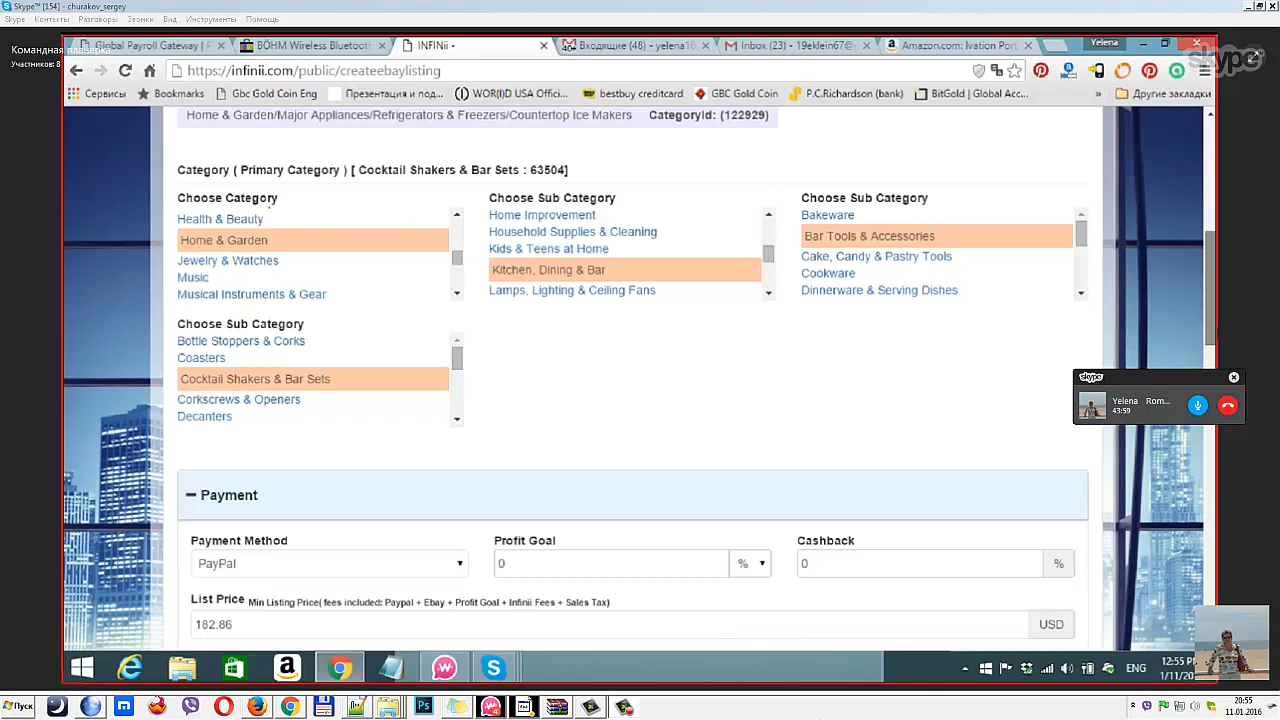 Skype™ [154] - churakov_sergey
Skype Контакты Разговоры Звонки Вид Инструменты Помощь
Командная
Участников: 8
Global Payroll Gateway | R
BÖHM Wireless Bluetooth
INFINii -
Входящие (48) - yelena16
Inbox (23) - 19eklein67@
Amazon.com: Ivation Port
Yelena
skype
https://infinii.com/public/createebaylisting
Сервисы
Bookmarks
Gbc Gold Coin Eng
Презентация и под...
(WOR(l)D USA Offici...
bestbuy creditcard
GBC Gold Coin
P.C.Richardson (bank)
BitGold | Global Acc...
»
Другие закладки
Home & Garden/Major Appliances/Refrigerators & Freezers/Countertop Ice Makers CategoryId: (122929)
Category ( Primary Category ) [ Cocktail Shakers & Bar Sets : 63504]
Choose Category
Health & Beauty
Home & Garden
Jewelry & Watches
Music
Musical Instruments & Gear
Choose Sub Category
Home Improvement
Household Supplies & Cleaning
Kids & Teens at Home
Kitchen, Dining & Bar
Lamps, Lighting & Ceiling Fans
Choose Sub Category
Bakeware
Bar Tools & Accessories
Cake, Candy & Pastry Tools
Cookware
Dinnerware & Serving Dishes
Choose Sub Category
Bottle Stoppers & Corks
Coasters
Cocktail Shakers & Bar Sets
Corkscrews & Openers
Decanters
skype
Yelena Rom...
43:59
Payment
Payment Method
PayPal
Profit Goal
0
%
Cashback
0
%
List Price Min Listing Price( fees included: Paypal + Ebay + Profit Goal + Infinii Fees + Sales Tax)
182.86
USD
ENG
12:55 PM
1/11/20
Пуск
20:55
11.01.2016